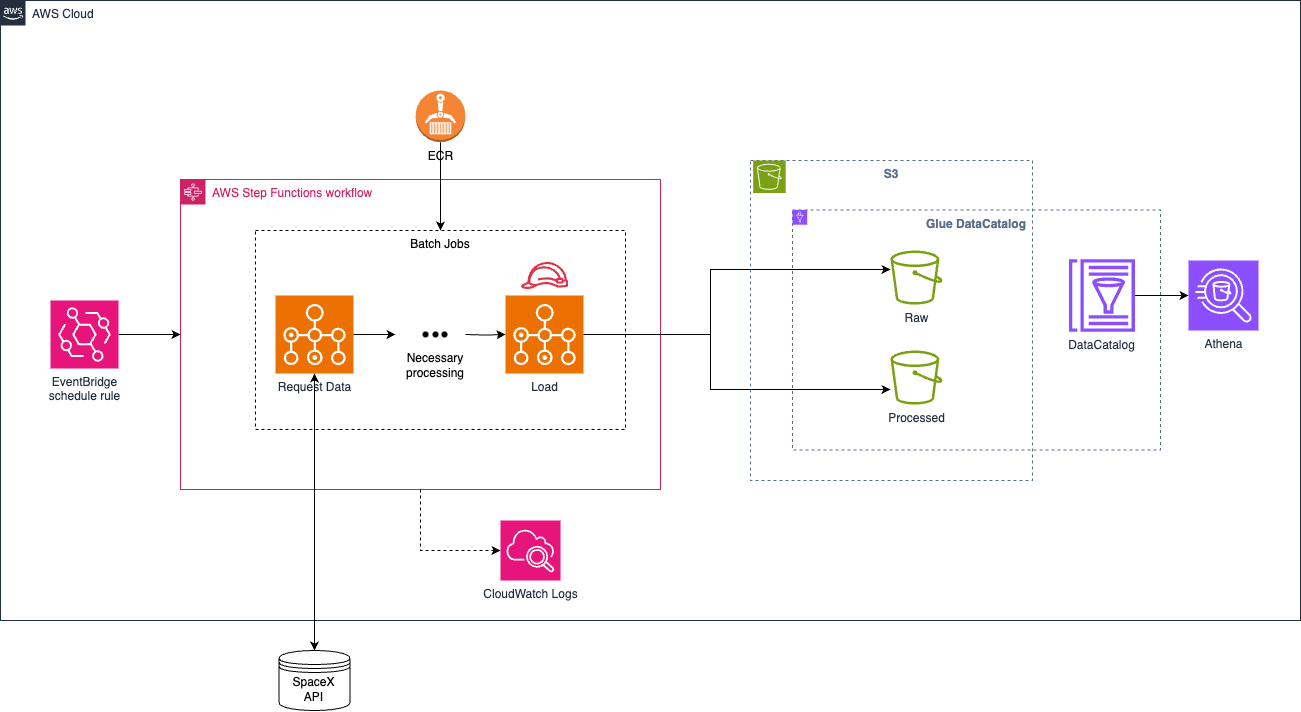 aws
AWS Cloud
ECR
AWS Step Functions workflow
Batch Jobs
Request Data
Necessary
processing
Load
EventBridge
schedule rule
CloudWatch Logs
SpaceX
API
S3
Glue DataCatalog
Raw
Processed
DataCatalog
Athena